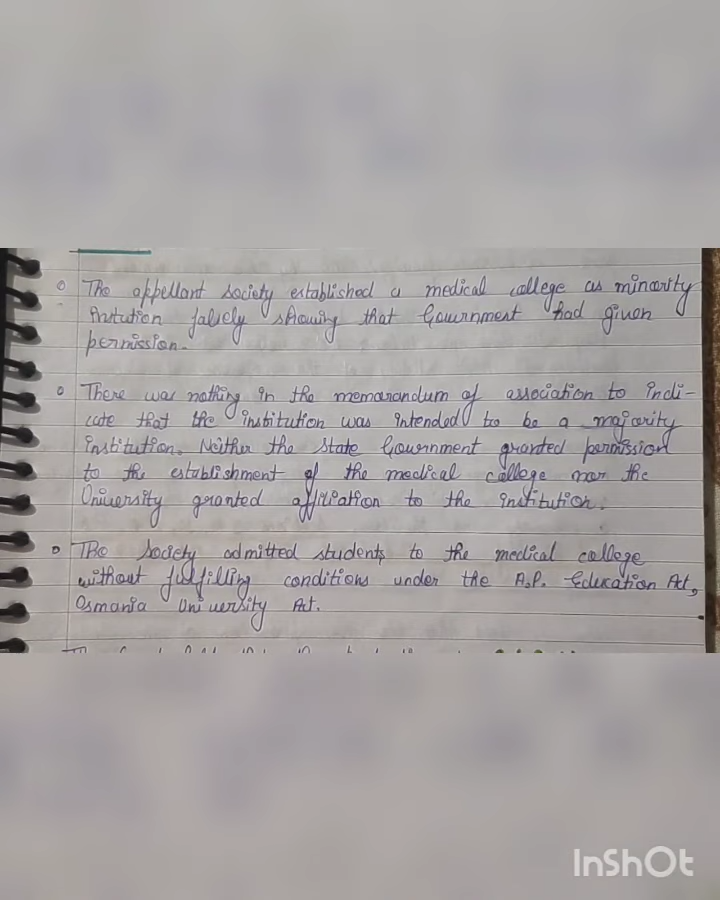 The appellant society established a medical college as minority
Intution falsely showing that Government had given
permission.
There was nothing in the memorandum of association to indi-
cate that the institution was intended to be a majority
institution. Neither the State Government granted permission
to the establishment of the medical college nor the
University granted affiliation to the institution.
The Society admitted students to the medical college
without fulfilling conditions under the A.P. Education Act,
Osmania University Act.
InShOt